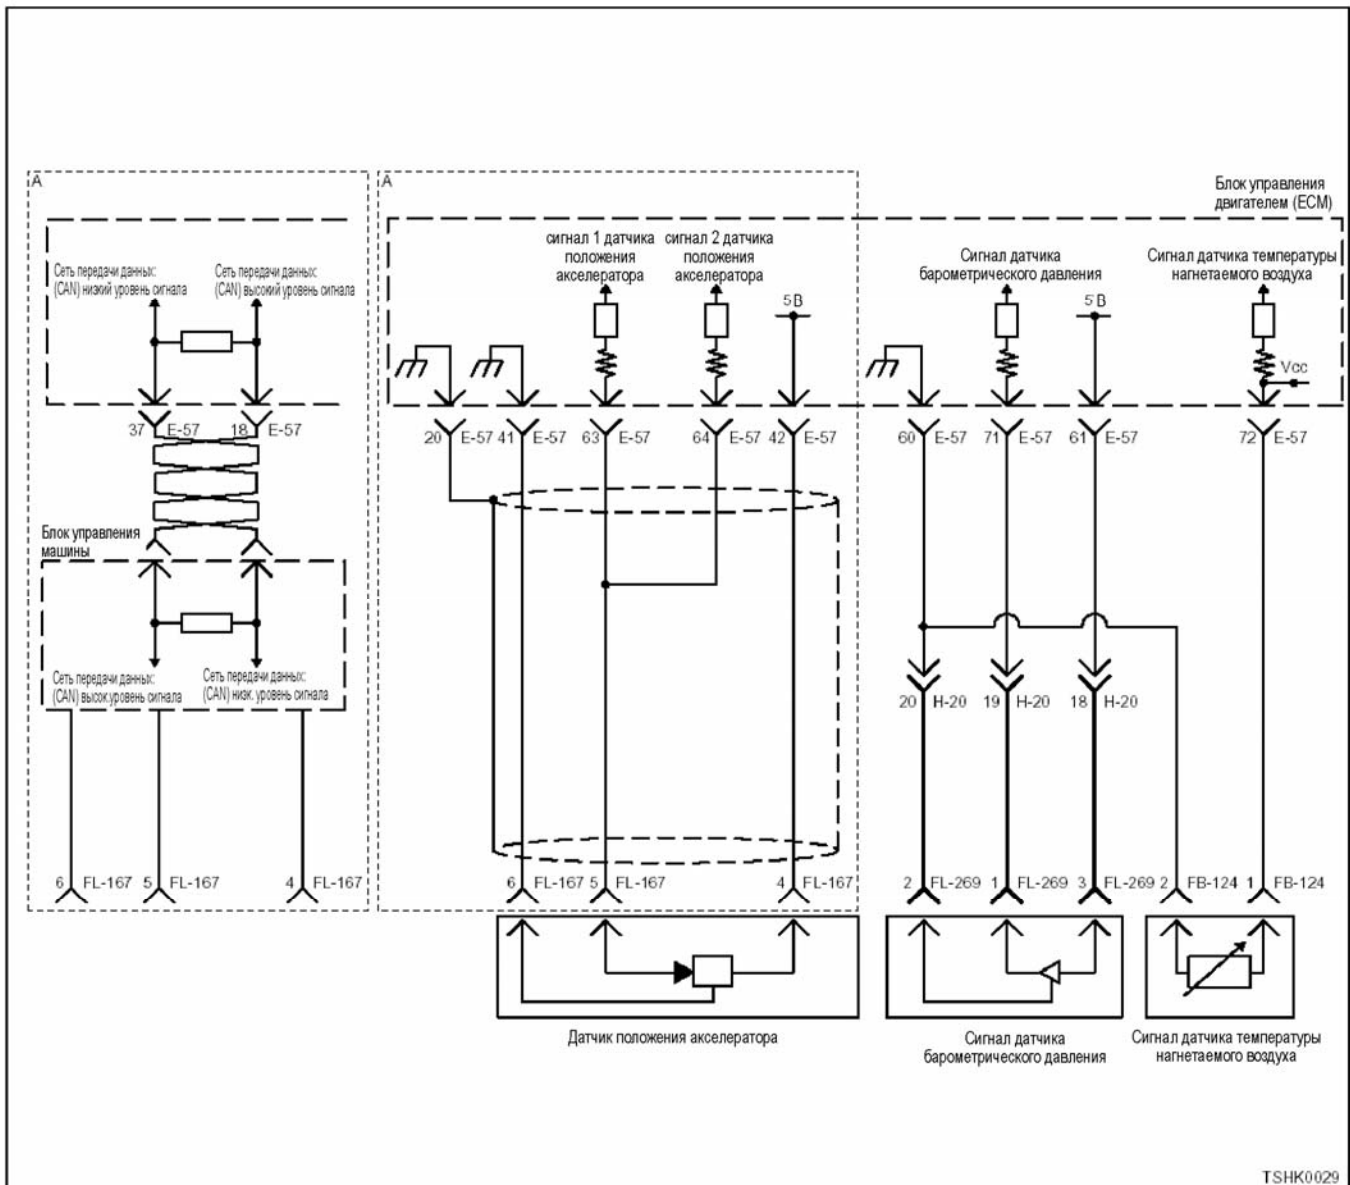 A
A
Блок управления
двигателем (ECM)
Сеть передачи данных:
(CAN) низкий уровень сигнала
Сеть передачи данных:
(CAN) высокий уровень сигнала
сигнал 1 датчика
положения
акселератора
сигнал 2 датчика
положения
акселератора
5В
Сигнал датчика
барометрического давления
5В
Сигнал датчика температуры
нагнетаемого воздуха
Vcc
37 E-57
18 E-57
20 E-57
41 E-57
63 E-57
64 E-57
42 E-57
60 E-57
71 E-57
61 E-57
72 E-57
Блок управления
машины
Сеть передачи данных:
(CAN) высок.уровень сигнала
Сеть передачи данных:
(CAN) низк. уровень сигнала
20 H-20
19 H-20
18 H-20
6 FL-167
5 FL-167
4 FL-167
6 FL-167
5 FL-167
4 FL-167
2 FL-269
1 FL-269
3 FL-269
2 FB-124
1 FB-124
Датчик положения акселератора
Сигнал датчика
барометрического давления
Сигнал датчика температуры
нагнетаемого воздуха
TSHK0029